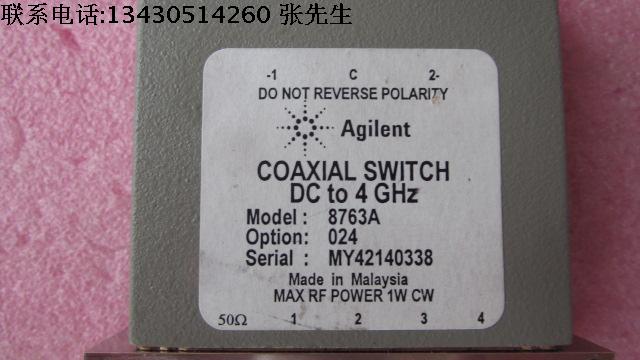 联系电话:13430514260 张先生
-1 C 2-
DO NOT REVERSE POLARITY
Agilent
COAXIAL SWITCH
DC to 4 GHz
Model : 8763A
Option: 024
Serial : MY42140338
Made in Malaysia
MAX RF POWER 1W CW
50Ω 1 2 3 4